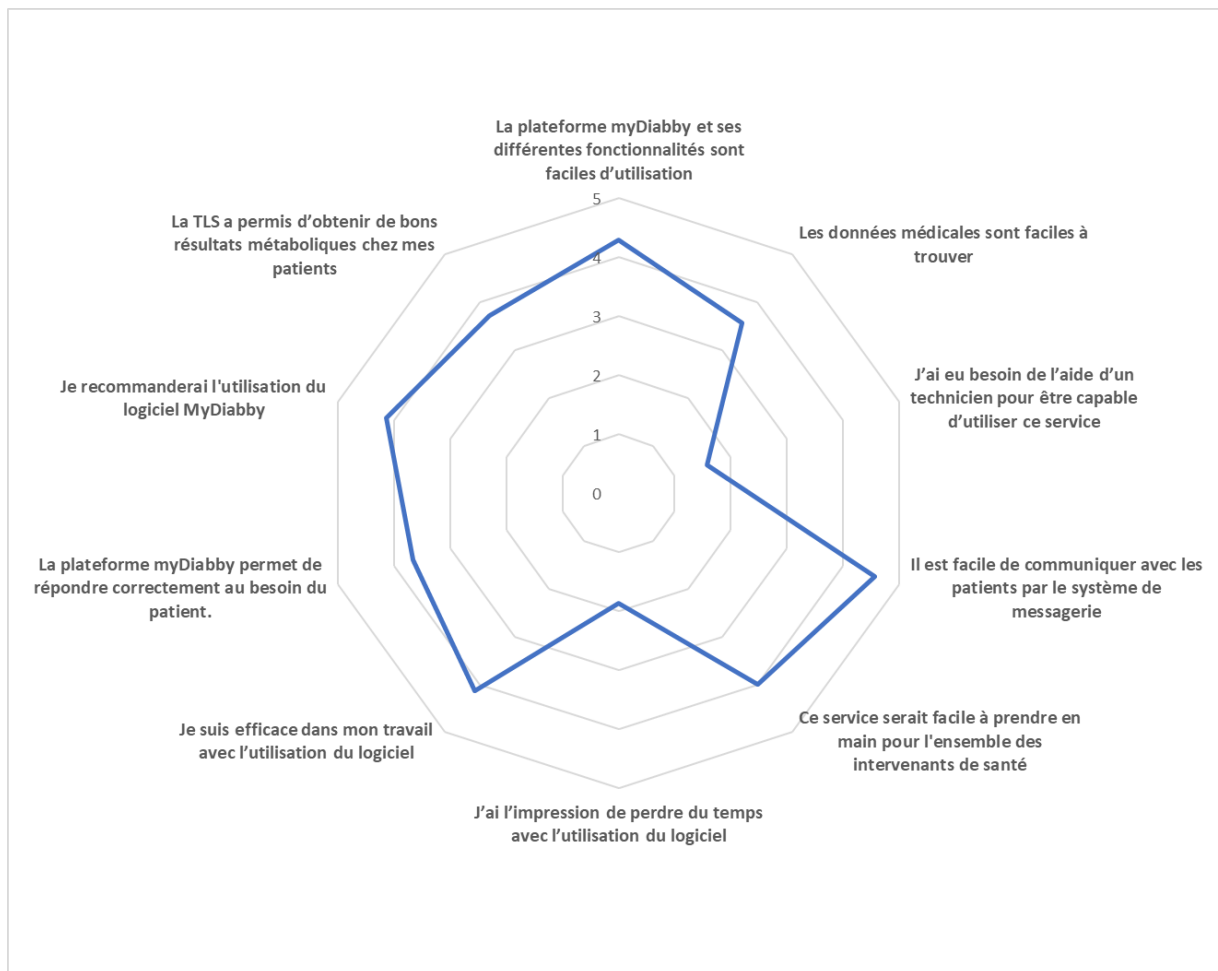 La plateforme myDiabby et ses
différentes fonctionnalités sont
faciles d’utilisation
5
4
3
2
1
0
Les données médicales sont faciles à
trouver
J’ai eu besoin de l’aide d’un
technicien pour être capable
d’utiliser ce service
Il est facile de communiquer avec les
patients par le système de
messagerie
Ce service serait facile à prendre en
main pour l'ensemble des
intervenants de santé
J’ai l’impression de perdre du temps
avec l’utilisation du logiciel
Je suis efficace dans mon travail
avec l’utilisation du logiciel
La plateforme myDiabby permet de
répondre correctement au besoin du
patient.
Je recommanderai l'utilisation du
logiciel MyDiabby
La TLS a permis d’obtenir de bons
résultats métaboliques chez mes
patients